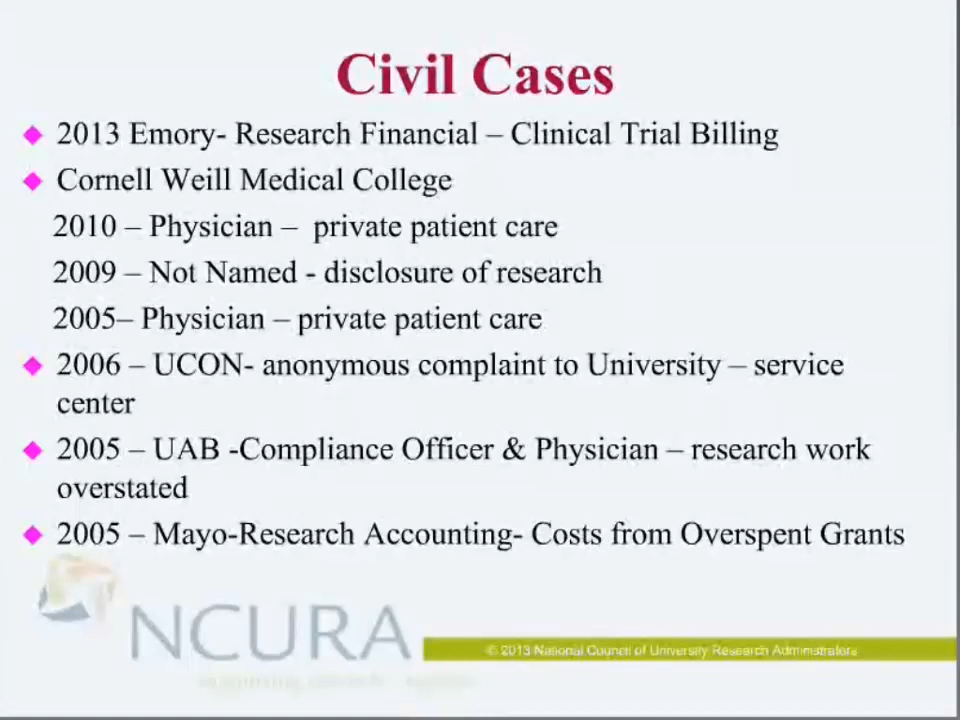 Civil Cases
2013 Emory- Research Financial – Clinical Trial Billing
Cornell Weill Medical College
2010 – Physician –  private patient care
2009 – Not Named - disclosure of research
2005– Physician – private patient care
2006 – UCON- anonymous complaint to University – service
center
2005 – UAB -Compliance Officer & Physician – research work
overstated
2005 – Mayo-Research Accounting- Costs from Overspent Grants
NCURA
© 2013 National Council of University Research Administrators